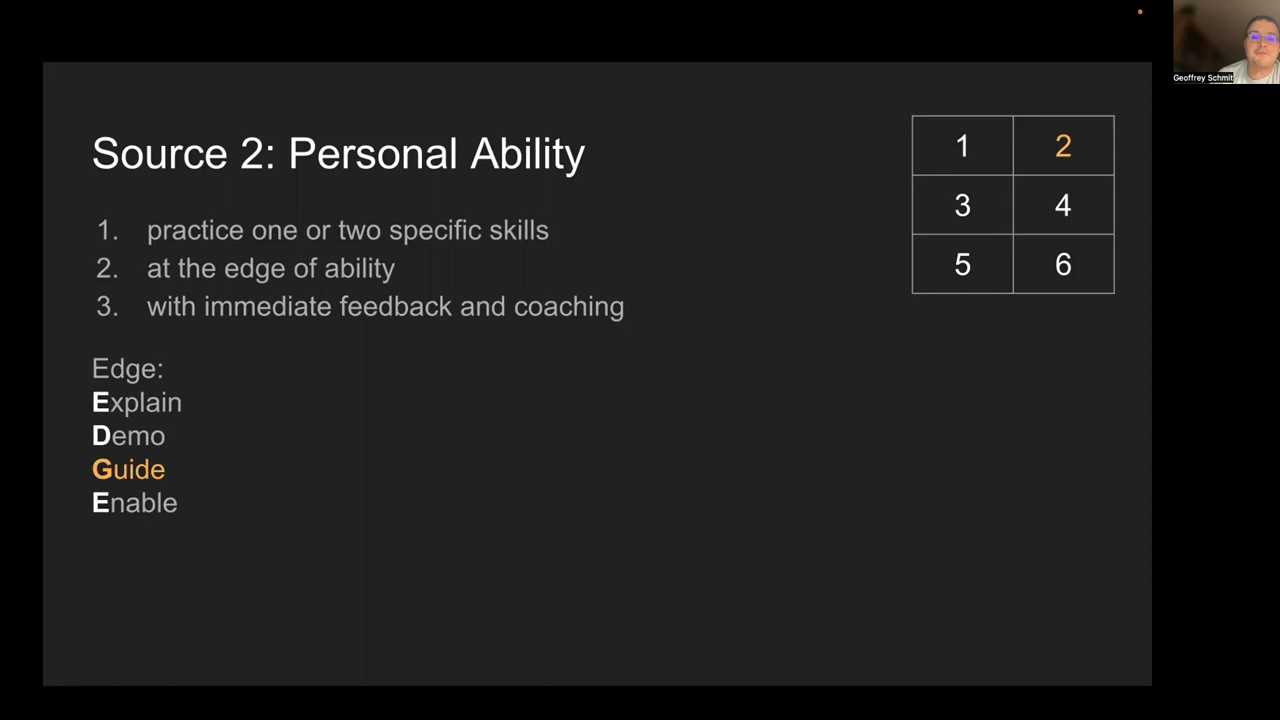 Geoffrey Schmit
Source 2: Personal Ability
1. practice one or two specific skills
2. at the edge of ability
3. with immediate feedback and coaching
Edge:
Explain
Demo
Guide
Enable
1 2
3 4
5 6